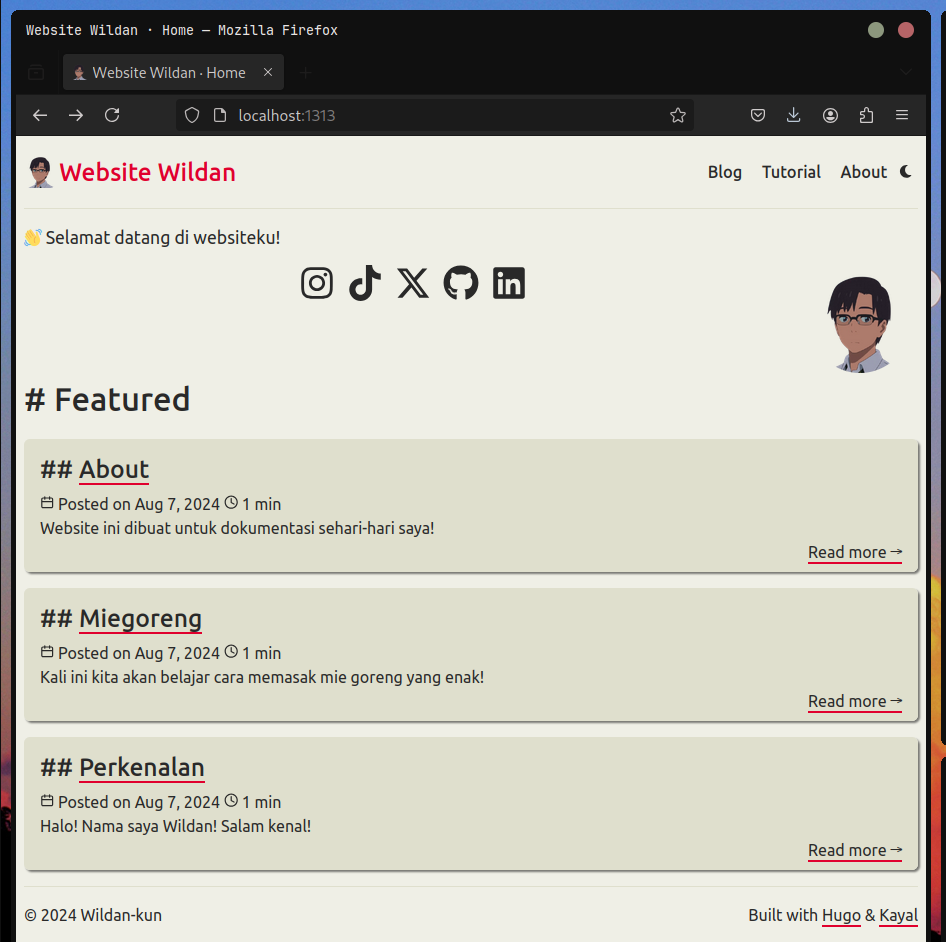 Website Wildan · Home — Mozilla Firefox
Website Wildan · Home
localhost:1313
Website Wildan
Blog Tutorial About
👋 Selamat datang di websiteku!
# Featured
## About
Posted on Aug 7, 2024 1 min
Website ini dibuat untuk dokumentasi sehari-hari saya!
Read more →
## Miegoreng
Posted on Aug 7, 2024 1 min
Kali ini kita akan belajar cara memasak mie goreng yang enak!
Read more →
## Perkenalan
Posted on Aug 7, 2024 1 min
Halo! Nama saya Wildan! Salam kenal!
Read more →
© 2024 Wildan-kun
Built with Hugo & Kayal